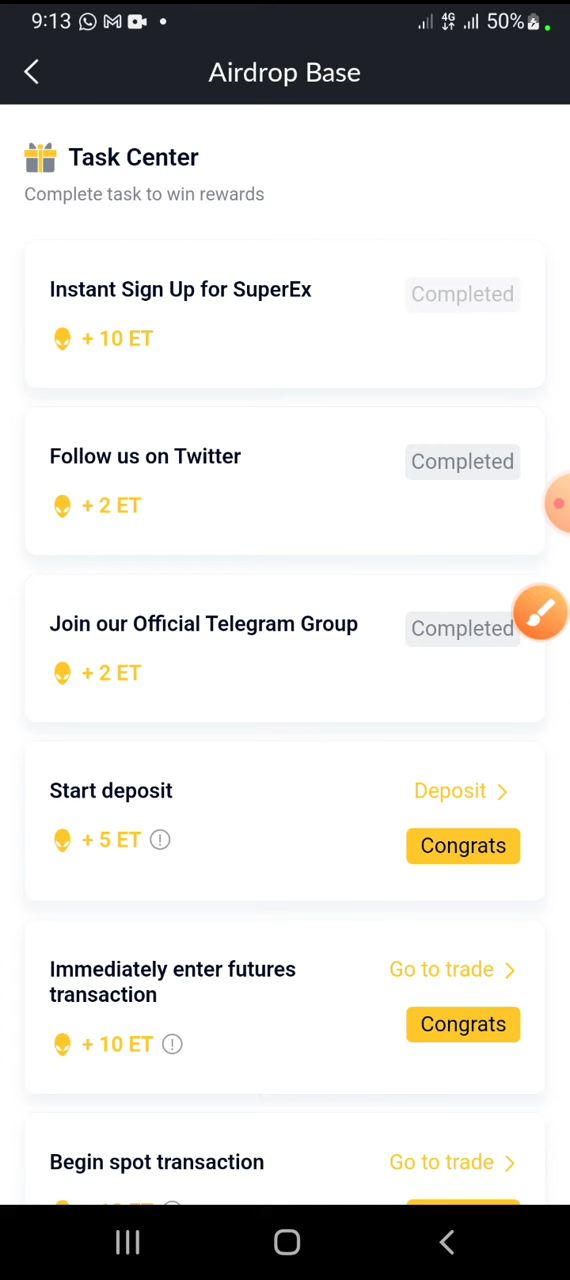 9:13
4G
50%
Airdrop Base
Task Center
Complete task to win rewards
Instant Sign Up for SuperEx
Completed
+ 10 ET
Follow us on Twitter
Completed
+ 2 ET
Join our Official Telegram Group
Completed
+ 2 ET
Start deposit
Deposit >
+ 5 ET
Congrats
Immediately enter futures
transaction
Go to trade >
+ 10 ET
Congrats
Begin spot transaction
Go to trade >